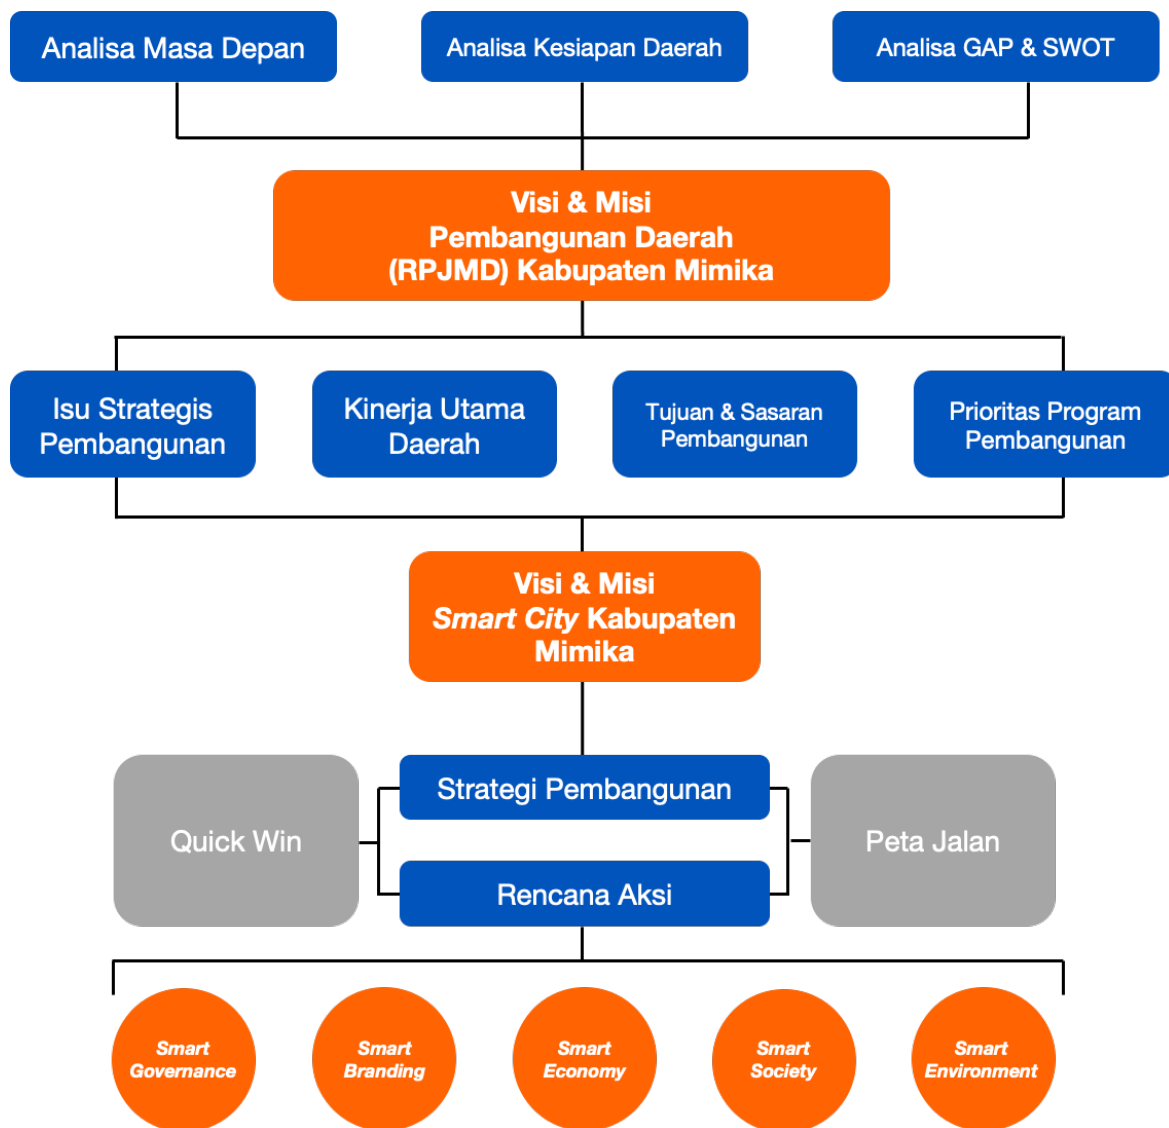 Analisa Masa Depan
Analisa Kesiapan Daerah
Analisa GAP & SWOT
Visi & Misi
Pembangunan Daerah
(RPJMD) Kabupaten Mimika
Isu Strategis
Pembangunan
Kinerja Utama
Daerah
Tujuan & Sasaran
Pembangunan
Prioritas Program
Pembangunan
Visi & Misi
Smart City Kabupaten
Mimika
Quick Win
Strategi Pembangunan
Rencana Aksi
Peta Jalan
Smart
Governance
Smart
Branding
Smart
Economy
Smart
Society
Smart
Environment